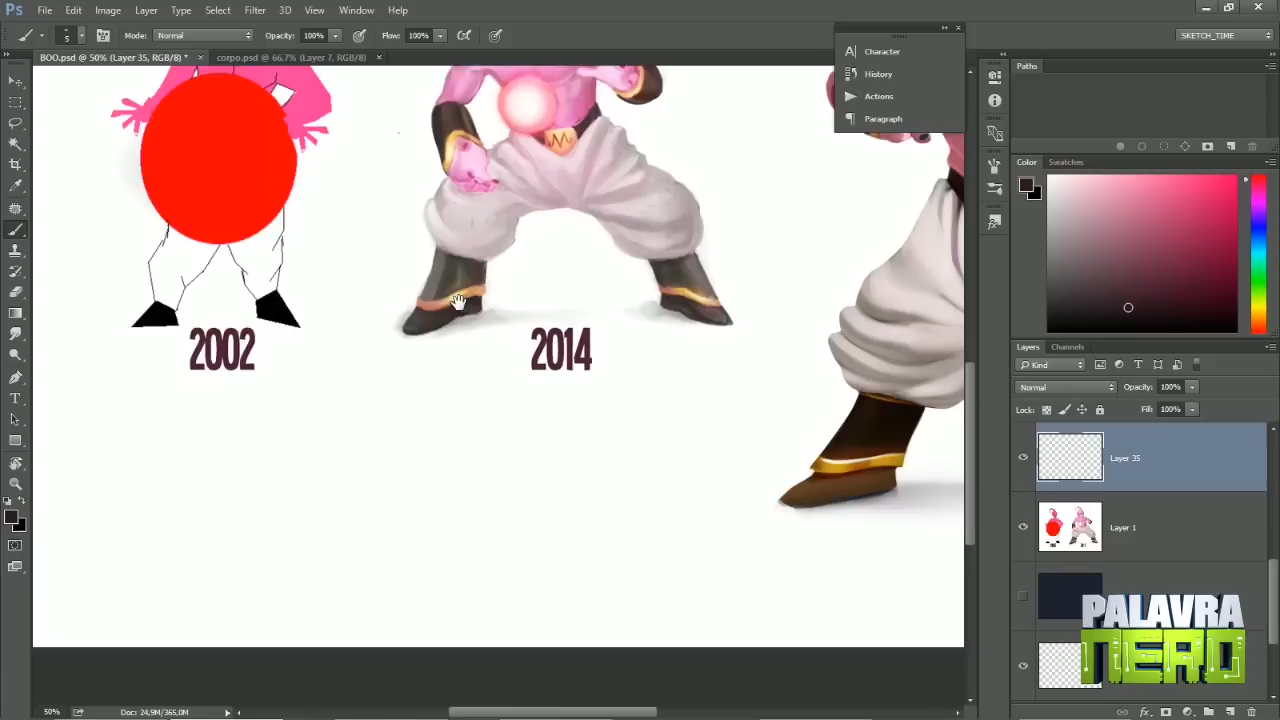 Ps File Edit Image Layer Type Select Filter 3D View Window Help
5 Mode: Normal Opacity: 100% Flow: 100% SKETCH_TIME
BOO.psd @ 50% (Layer 35, RGB/8) * × corpo.psd @ 66,7% (Layer 7, RGB/8) ×
Character
History
Actions
Paragraph
Paths
Color Swatches
Layers Channels
Kind
Normal Opacity: 100%
Lock: Fill: 100%
Layer 35
Layer 1
2002
2014
PALAVRA
NERD
50% Doc: 24,9M/365,0M